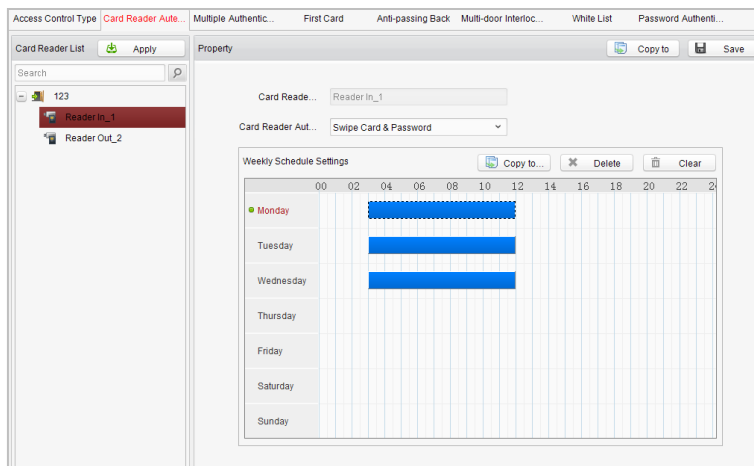 Access Control Type Card Reader Aute... Multiple Authentic... First Card Anti-passing Back Multi-door Interloc... White List Password Authenti...
Card Reader List Apply Property Copy to Save
Search
123
Reader In_1
Reader Out_2
Card Reade... Reader In_1
Card Reader Aut... Swipe Card & Password
Weekly Schedule Settings Copy to... Delete Clear
00 02 04 06 08 10 12 14 16 18 20 22
Monday
Tuesday
Wednesday
Thursday
Friday
Saturday
Sunday